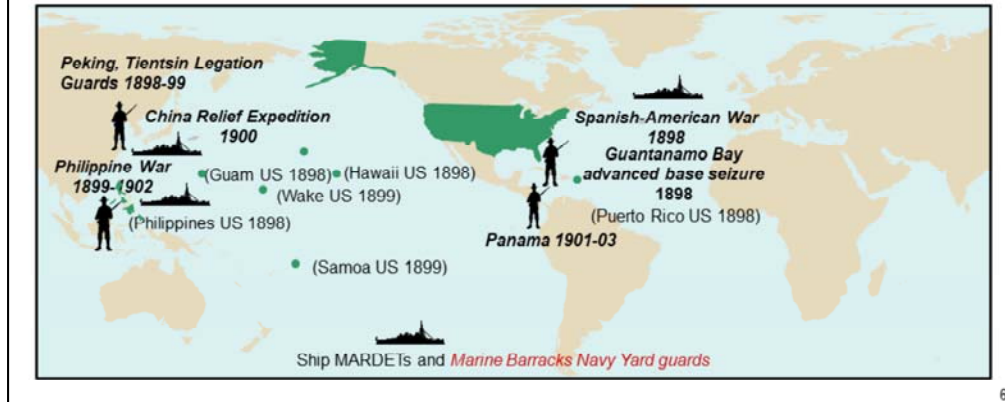 Peking, Tientsin Legation
Guards 1898-99
China Relief Expedition
1900
Philippine War
1899-1902
(Guam US 1898)
(Hawaii US 1898)
(Wake US 1899)
(Philippines US 1898)
(Samoa US 1899)
Spanish-American War
1898
Guantanamo Bay
advanced base seizure
1898
(Puerto Rico US 1898)
Panama 1901-03
Ship MARDETs and Marine Barracks Navy Yard guards